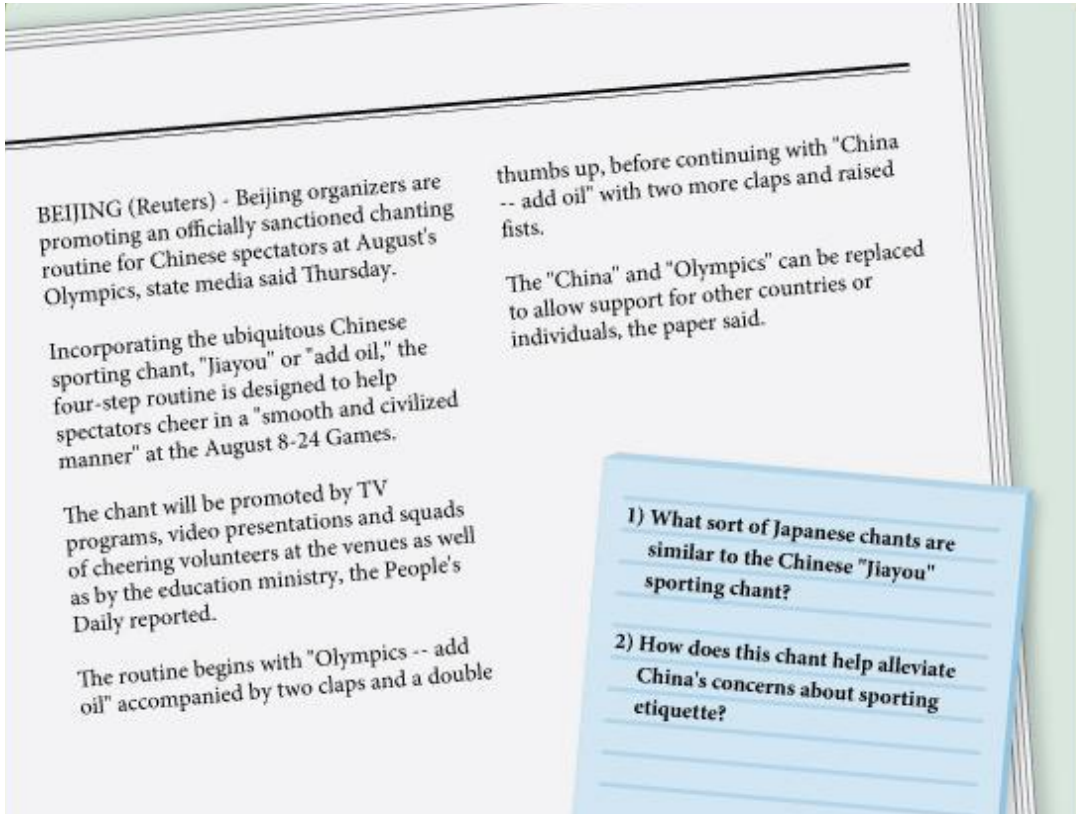 BEIJING (Reuters) - Beijing organizers are
promoting an officially sanctioned chanting
routine for Chinese spectators at August's
Olympics, state media said Thursday.
Incorporating the ubiquitous Chinese
sporting chant, "Jiayou" or "add oil," the
four-step routine is designed to help
spectators cheer in a "smooth and civilized
manner" at the August 8-24 Games.
The chant will be promoted by TV
programs, video presentations and squads
of cheering volunteers at the venues as well
as by the education ministry, the People's
Daily reported.
The routine begins with "Olympics -- add
oil" accompanied by two claps and a double
thumbs up, before continuing with "China
-- add oil" with two more claps and raised
fists.
The "China" and "Olympics" can be replaced
to allow support for other countries or
individuals, the paper said.
1) What sort of Japanese chants are
similar to the Chinese "Jiayou"
sporting chant?
2) How does this chant help alleviate
China's concerns about sporting
etiquette?